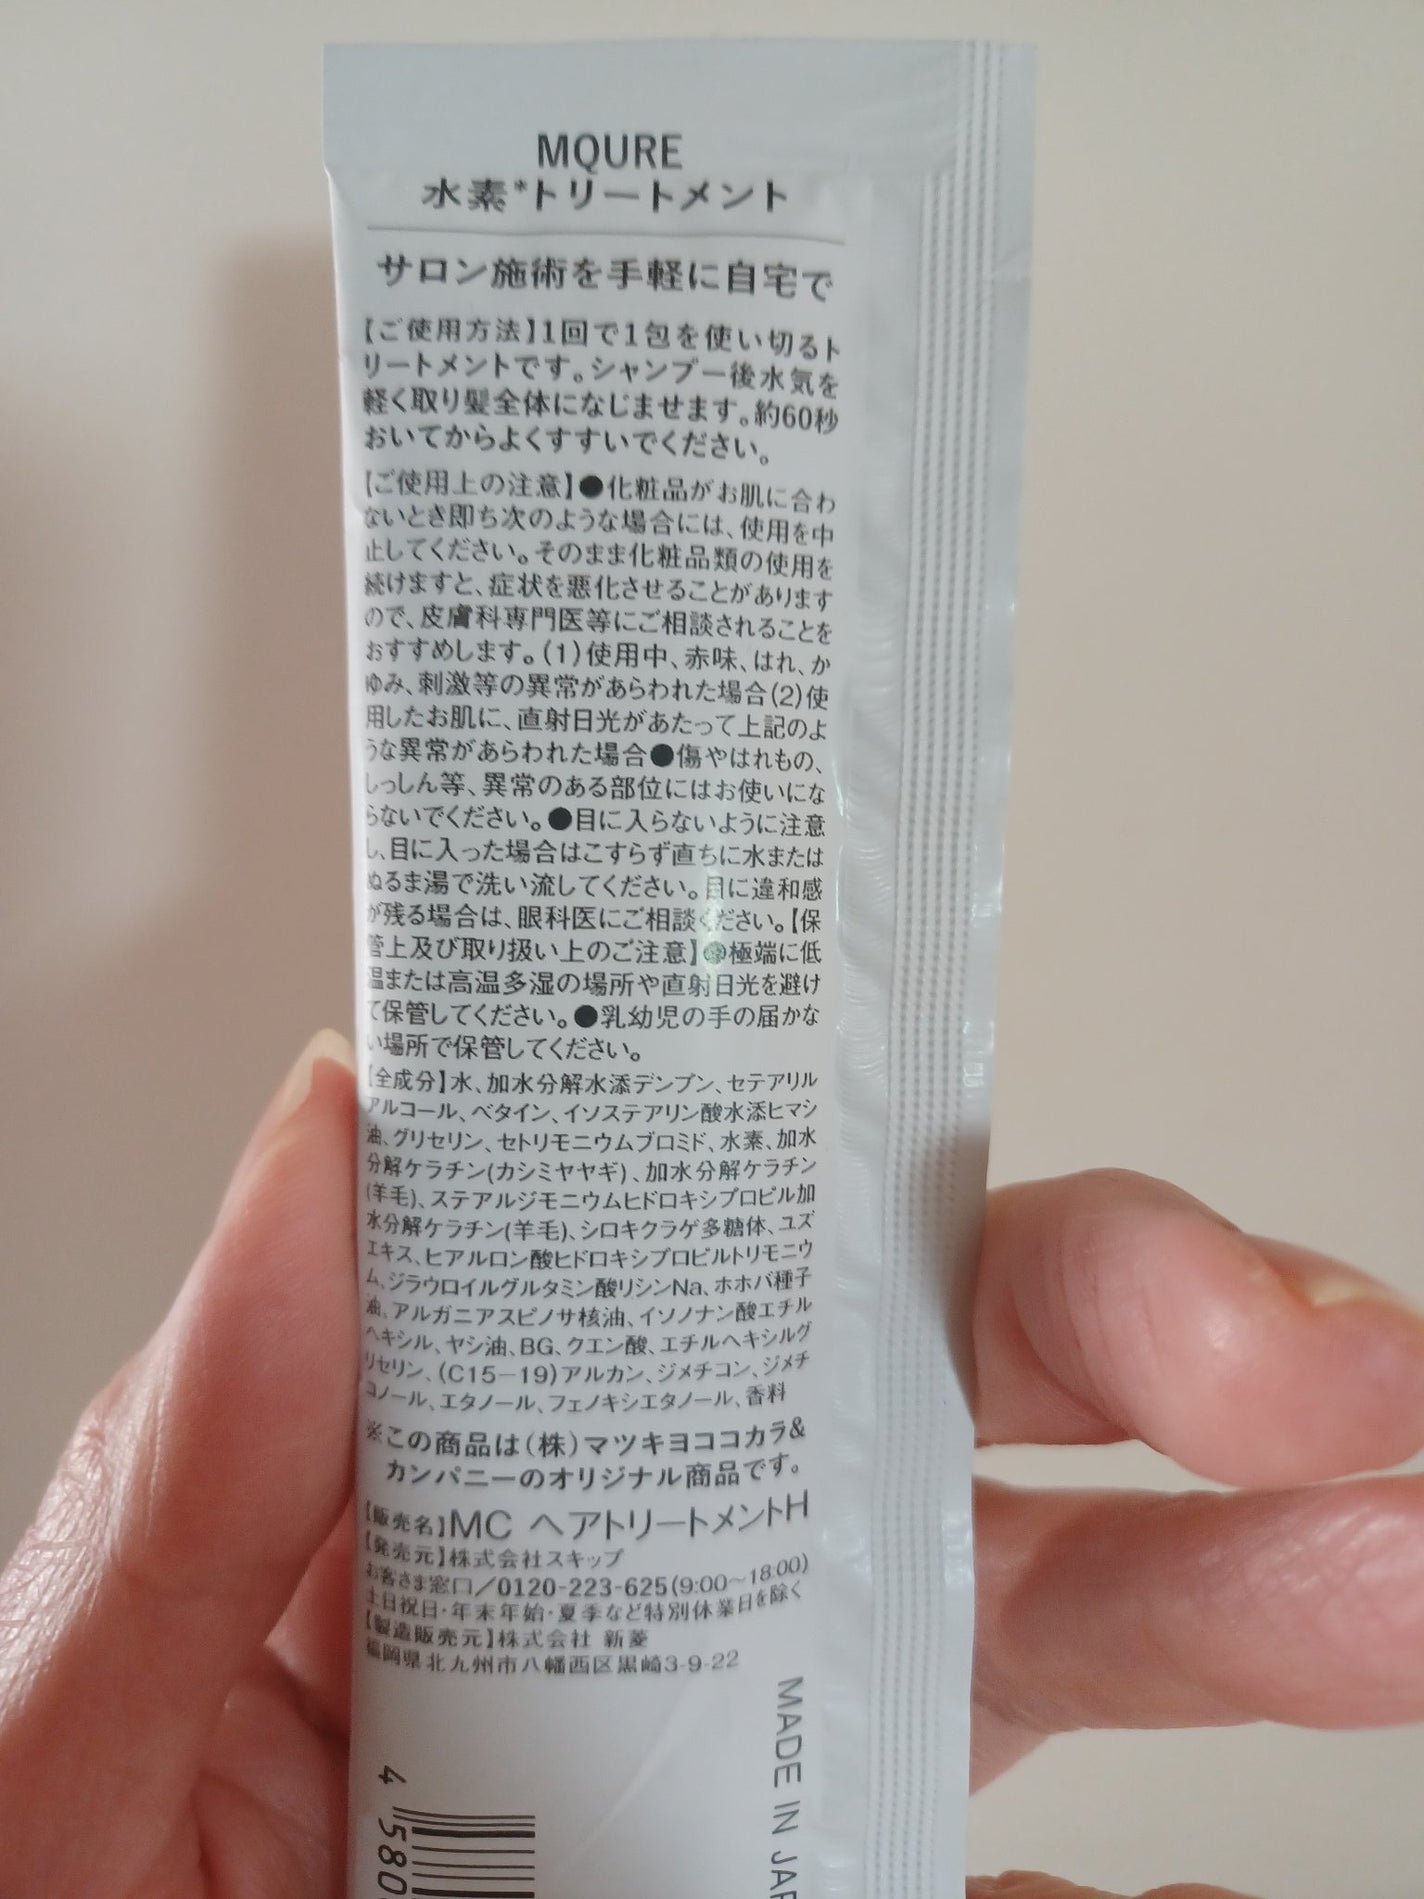 MQURE
水素*トリートメント
サロン施術を手軽に自宅で
【ご使用方法】1回で1包を使い切るト
リートメントです。シャンプー後水気を
軽く取り髪全体になじませます。約60秒
おいてからよくすすいでください。
【ご使用上の注意】●化粧品がお肌に合わ
ないとき即ち次のような場合には、使用を中
止してください。そのまま化粧品類の使用を
続けますと、症状を悪化させることがあります
ので、皮膚科専門医等にご相談されることを
おすすめします。(1)使用中、赤味、はれ、か
ゆみ、刺激等の異常があらわれた場合(2)使
用したお肌に、直射日光があたって上記のよ
うな異常があらわれた場合●傷やはれもの、
しっしん等、異常のある部位にはお使いにな
らないでください。●目に入らないように注意
し、目に入った場合はこすらず直ちに水または
ぬるま湯で洗い流してください。目に違和感
が残る場合は、眼科医にご相談ください。【保
管上及び取り扱い上のご注意】●極端に低
温または高温多湿の場所や直射日光を避け
て保管してください。●乳幼児の手の届かな
い場所で保管してください。
【全成分】水、加水分解水添デンプン、セテアリル
アルコール、ベタイン、イソステアリン酸水添ヒマシ
油、グリセリン、セトリモニウムブロミド、水素、加水
分解ケラチン(カシミヤヤギ)、加水分解ケラチン
(羊毛)、ステアルジモニウムヒドロキシプロピル加
水分解ケラチン(羊毛)、シロキクラゲ多糖体、ユズ
エキス、ヒアルロン酸ヒドロキシプロピルトリモニウ
ム、ジラウロイルグルタミン酸リシンNa、ホホバ種子
油、アルガニアスピノサ核油、イソノナン酸エチル
ヘキシル、ヤシ油、BG、クエン酸、エチルヘキシルグ
リセリン、(C15-19)アルカン、ジメチコン、ジメチ
コノール、エタノール、フェノキシエタノール、香料
※この商品は(株)マツキヨココカラ&
カンパニーのオリジナル商品です。
【販売名】MC ヘアトリートメントH
【発売元】株式会社スキップ
お客さま窓口/0120-223-625(9:00~18:00)
土日祝日・年末年始・夏季など特別休業日を除く
【製造販売元】株式会社 新菱
福岡県北九州市八幡西区黒崎3-9-22
MADE IN JAP
4 580